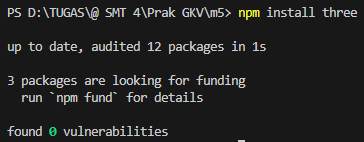 PS D:\TUGAS\@ SMT 4\Prak GKV\m5> npm install three
up to date, audited 12 packages in 1s
3 packages are looking for funding
  run `npm fund` for details
found 0 vulnerabilities